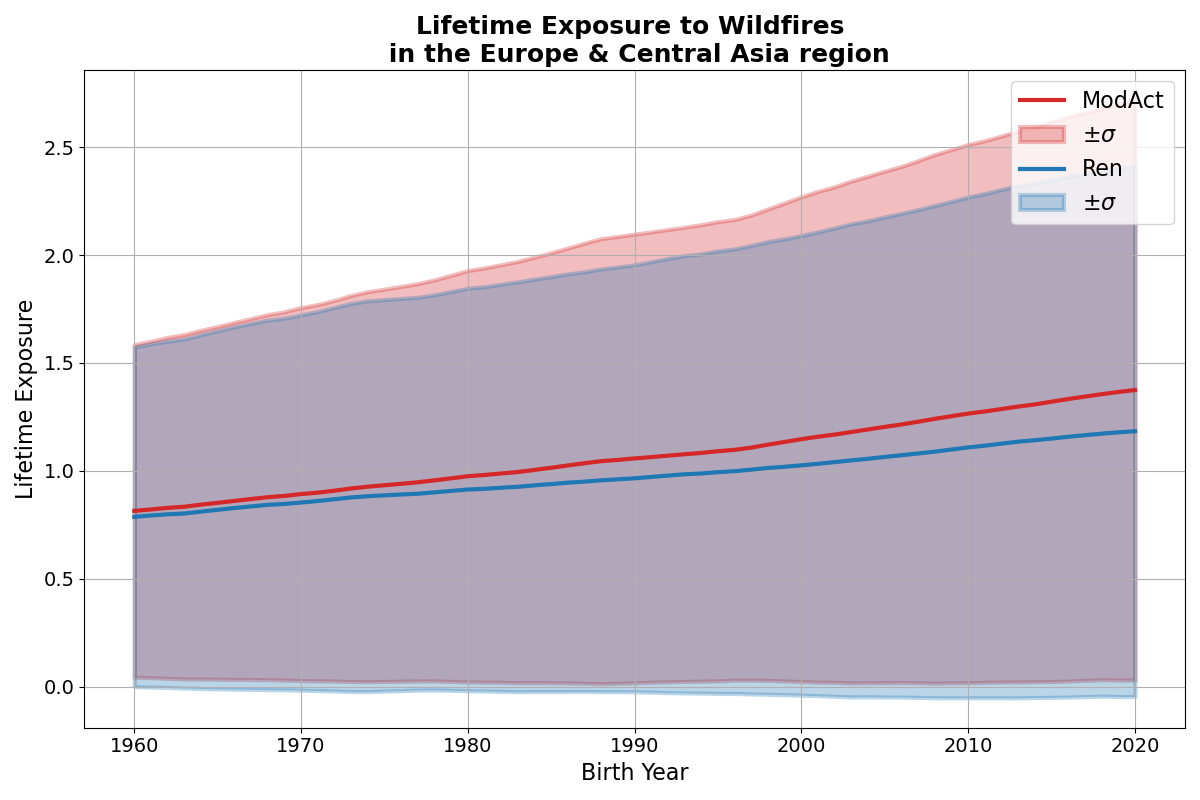 Lifetime Exposure to Wildfires
in the Europe & Central Asia region
Lifetime Exposure
2.5
2.0
1.5
1.0
0.5
0.0
ModAct
±σ
Ren
±σ
1960 1970 1980 1990 2000 2010 2020
Birth Year